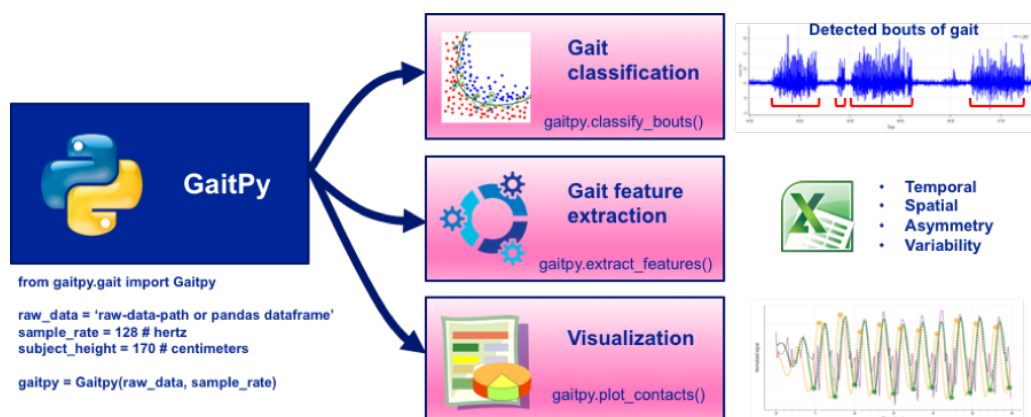 GaitPy
from gaitpy.gait import Gaitpy
raw_data = ‘raw-data-path or pandas dataframe’
sample_rate = 128 # hertz
subject_height = 170 # centimeters
gaitpy = Gaitpy(raw_data, sample_rate)
Gait
classification
gaitpy.classify_bouts()
Detected bouts of gait
Gait feature
extraction
gaitpy.extract_features()
• Temporal
• Spatial
• Asymmetry
• Variability
Visualization
gaitpy.plot_contacts()